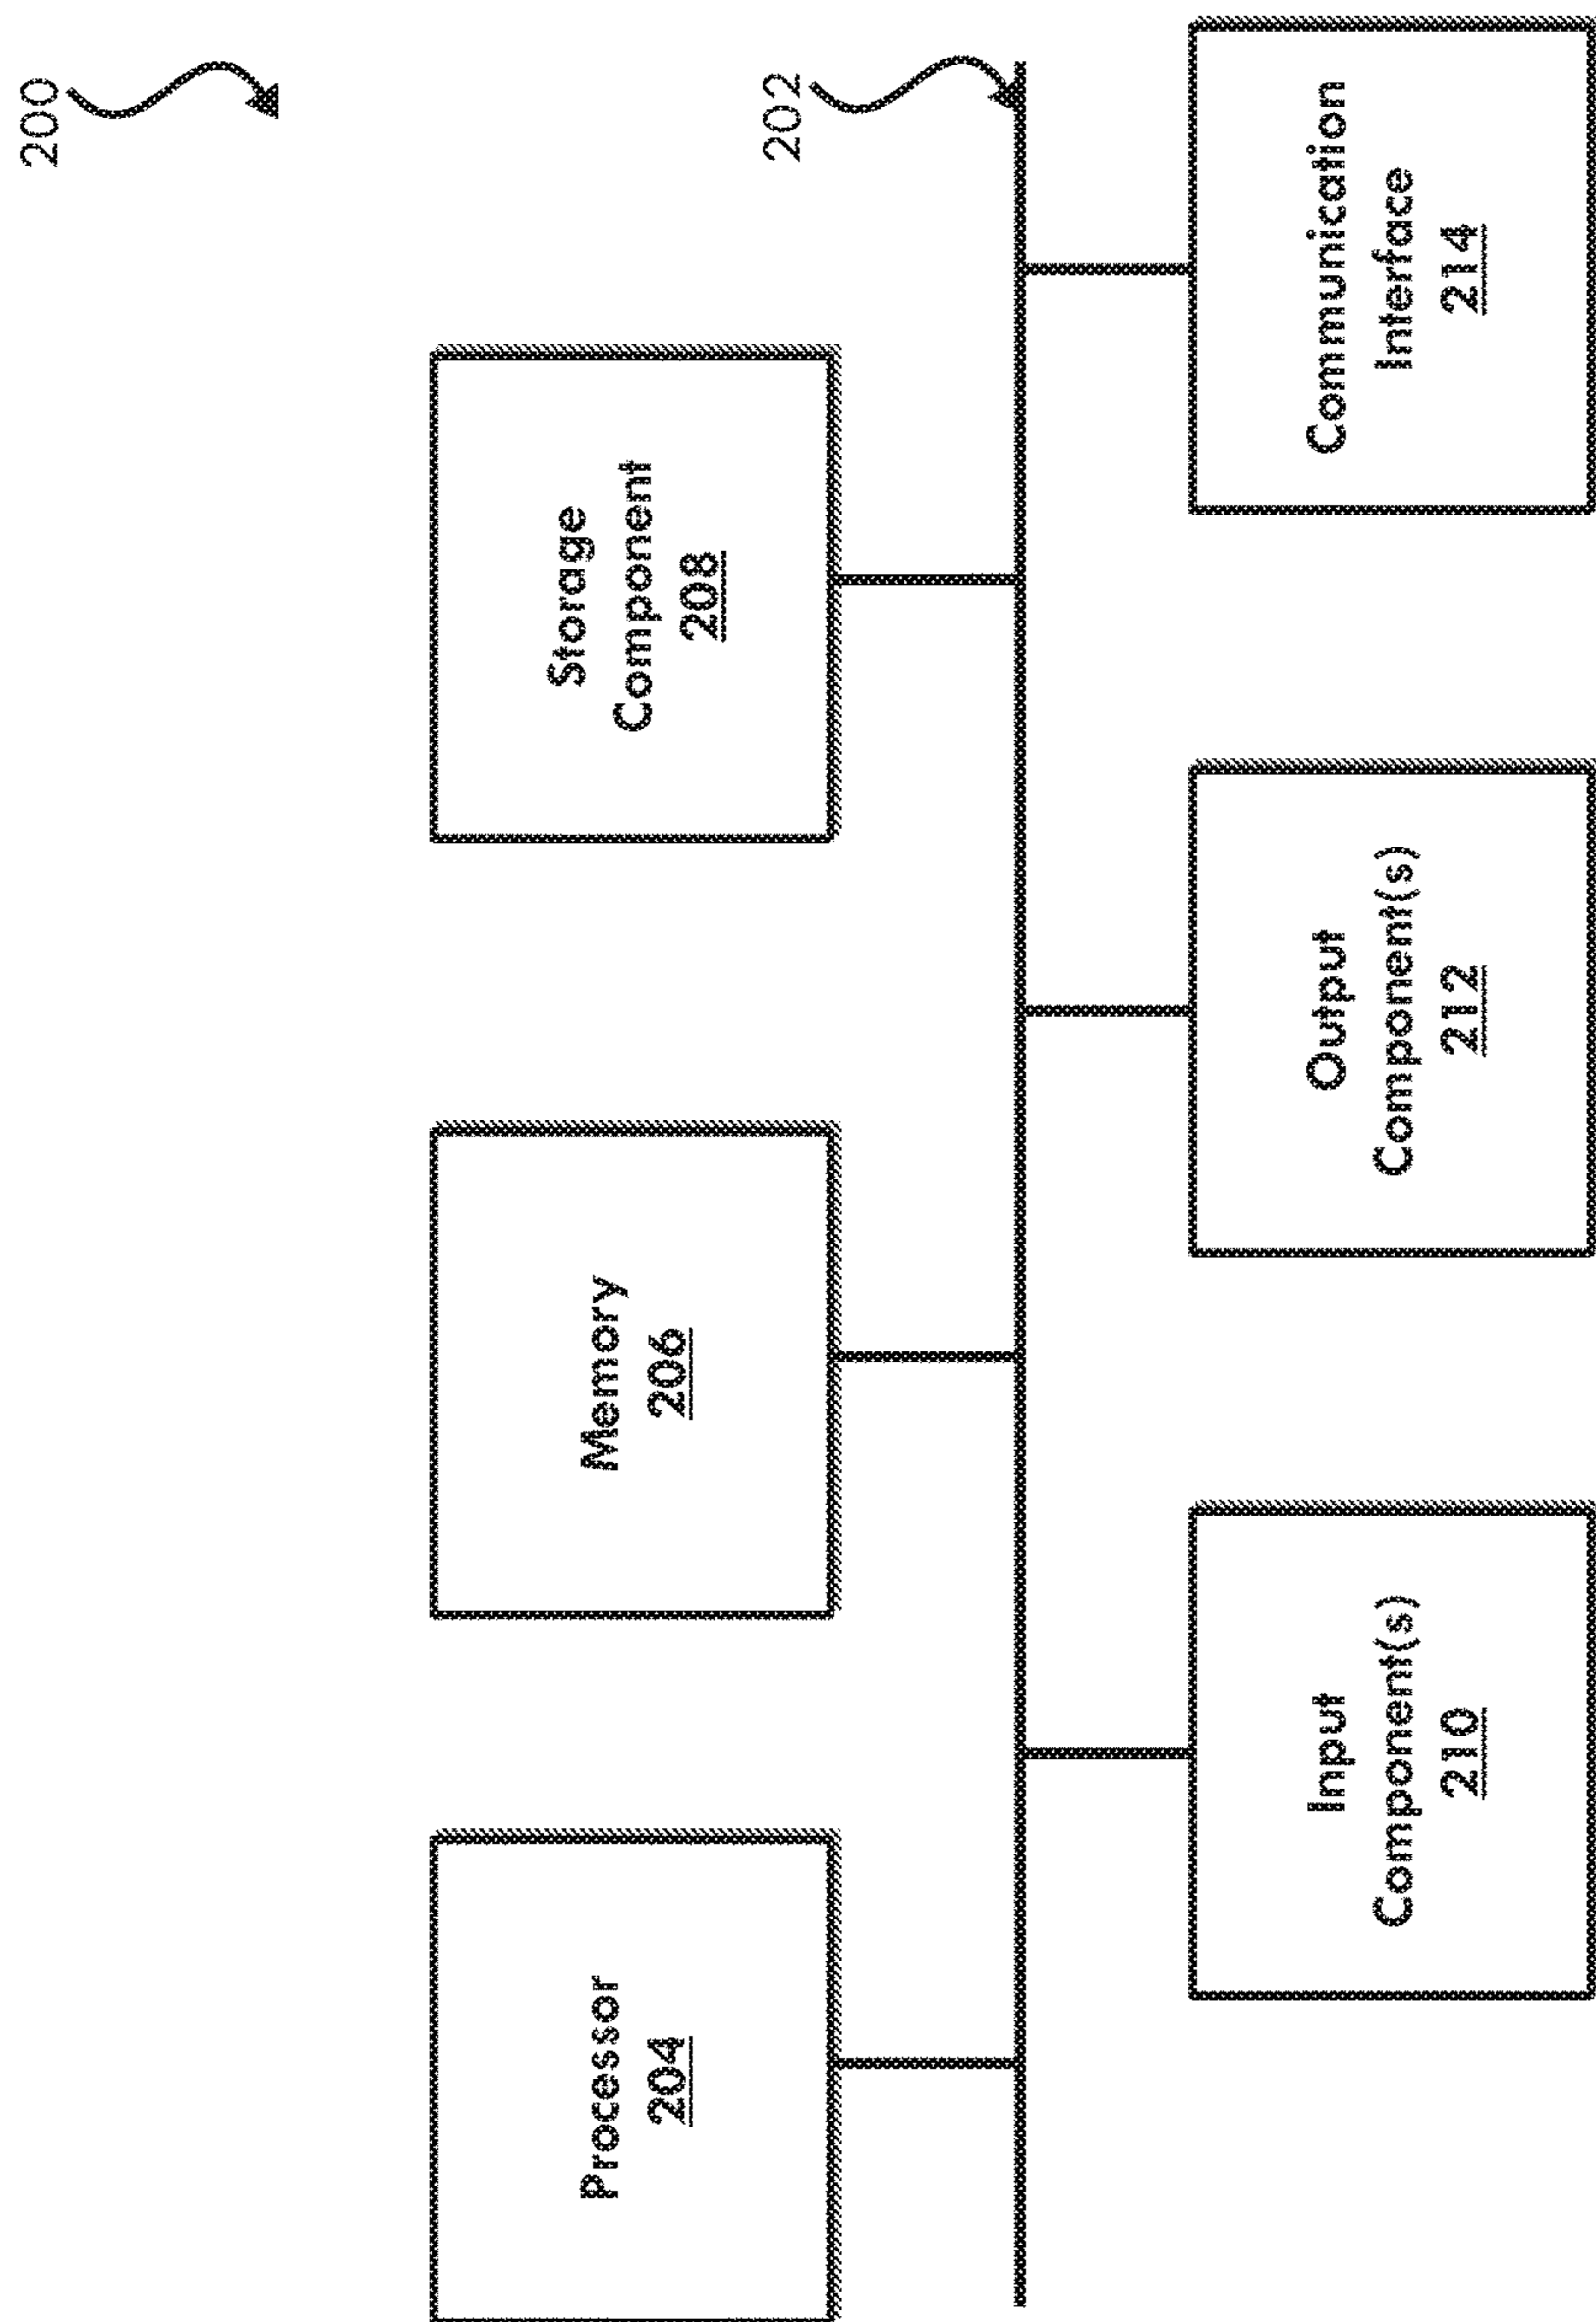 200
Processor
204
Memory
206
Storage
Component
208
202
Input
Component(s)
210
Output
Component(s)
212
Communication
Interface
214